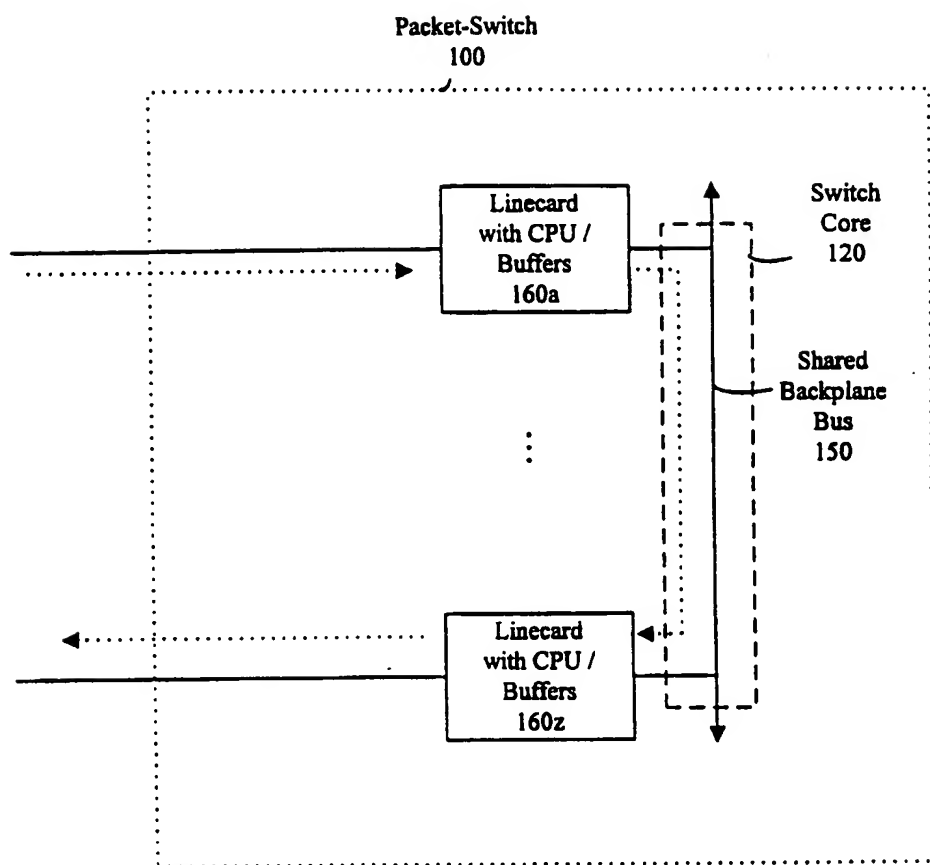 Packet-Switch
100
Linecard
with CPU /
Buffers
160a
Switch
Core
120
Shared
Backplane
Bus
150
Linecard
with CPU /
Buffers
160z